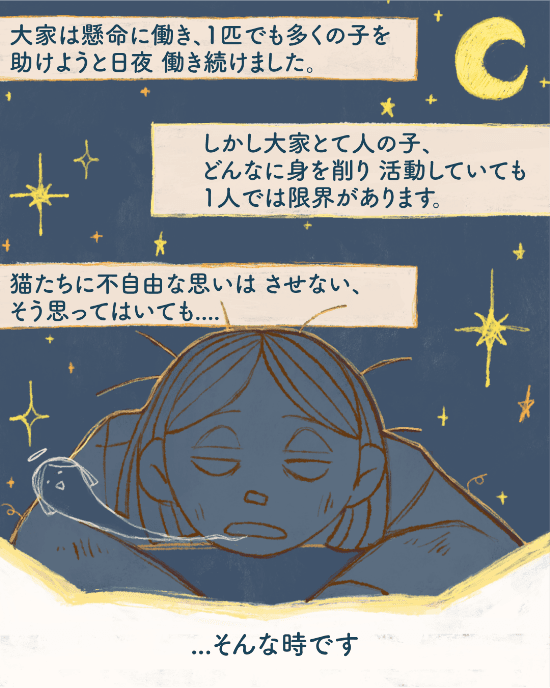 大家は懸命に働き、1匹でも多くの子を
助けようと日夜 働き続けました。
しかし大家とて人の子、
どんなに身を削り 活動していても
1人では限界があります。
猫たちに不自由な思いは させない、
そう思ってはいても....
...そんな時です